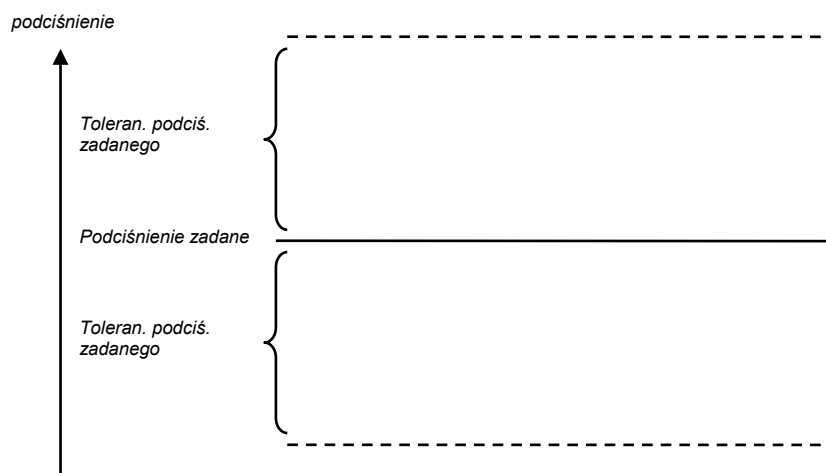 podciśnienie
Toleran. podciś.
zadanego
Podciśnienie zadane
Toleran. podciś.
zadanego